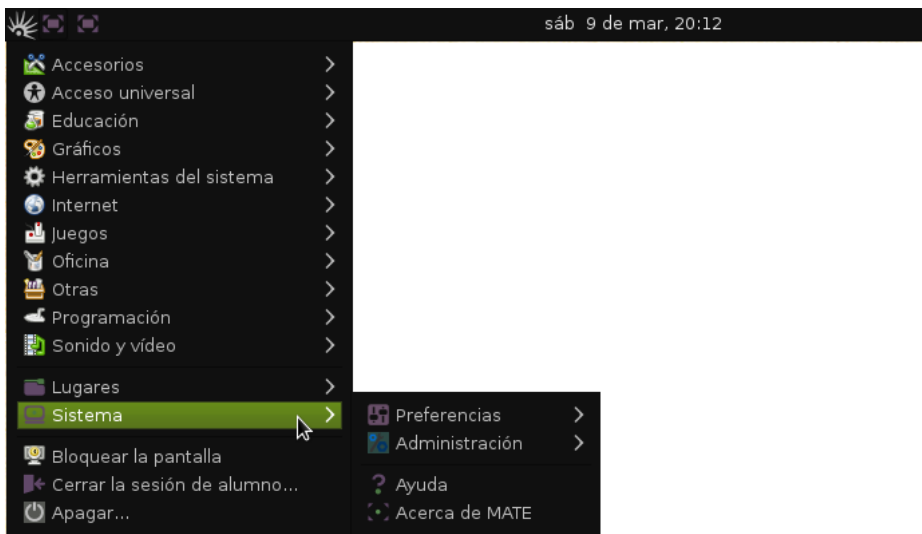 sáb 9 de mar, 20:12
Accesorios
Acceso universal
Educación
Gráficos
Herramientas del sistema
Internet
Juegos
Oficina
Otras
Programación
Sonido y vídeo
Lugares
Sistema
Bloquear la pantalla
Cerrar la sesión de alumno...
Apagar...
Preferencias
Administración
Ayuda
Acerca de MATE